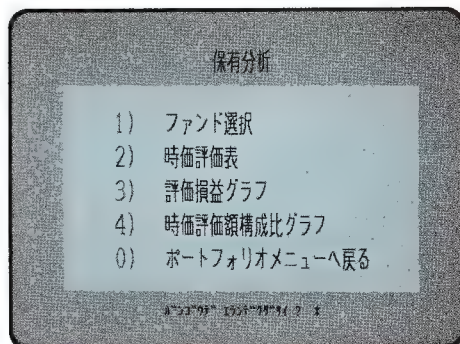 保有分析
1) ファンド選択
2) 時価評価表
3) 評価損益グラフ
4) 時価評価額構成比グラフ
0) ポートフォリオメニューへ戻る